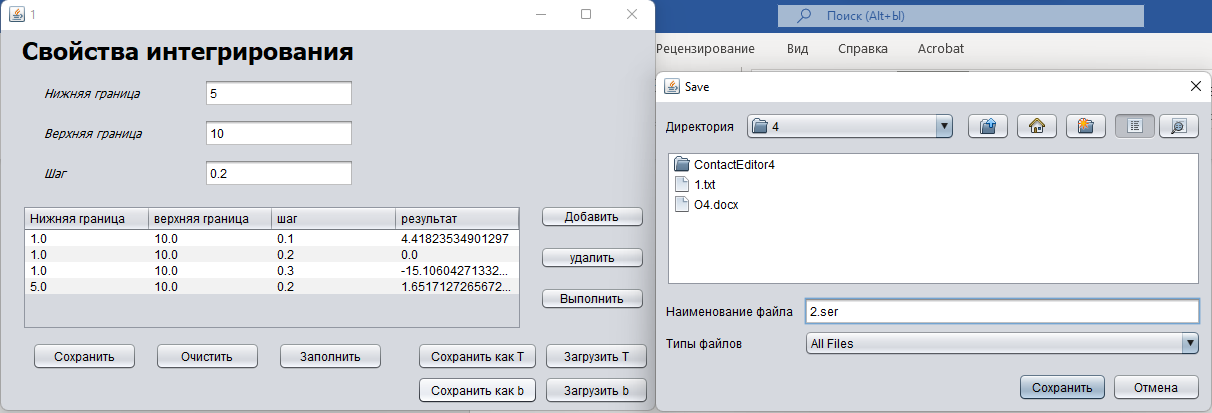 1
Свойства интегрирования
Нижняя граница
5
Верхняя граница
10
Шаг
0.2
Нижняя граница верхняя граница шаг результат
1.0 10.0 0.1 4.41823534901297
1.0 10.0 0.2 0.0
1.0 10.0 0.3 -15.10604271332...
5.0 10.0 0.2 1.6517127265672...
Добавить
удалить
Выполнить
Сохранить Очистить Заполнить Сохранить как Т Загрузить Т
Сохранить как b Загрузить b
Поиск (Alt+Ы)
Рецензирование Вид Справка Acrobat
Save
Директория 4
ContactEditor4
1.txt
O4.docx
Наименование файла 2.ser
Типы файлов All Files
Сохранить Отмена